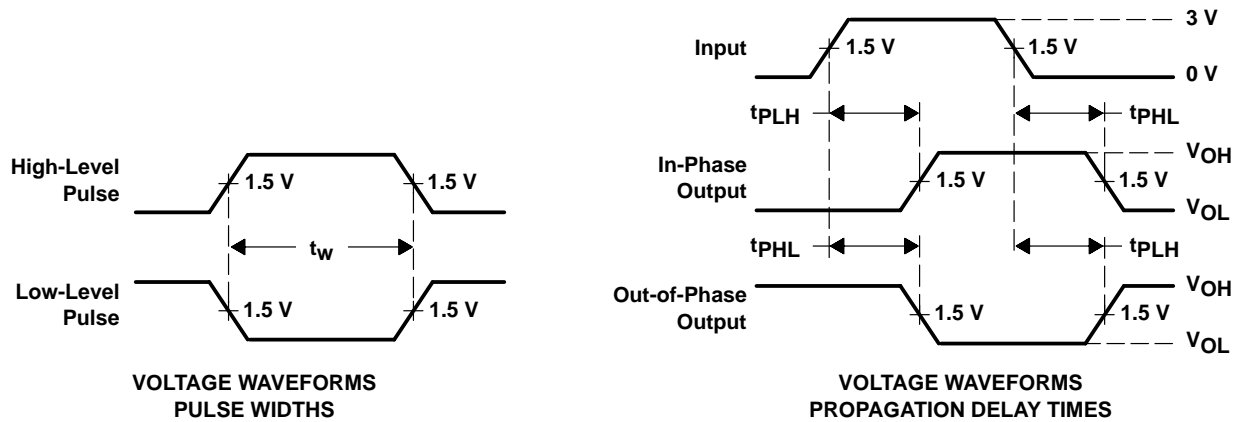 High-Level
Pulse
1.5 V
1.5 V
tw
Low-Level
Pulse
1.5 V
1.5 V
VOLTAGE WAVEFORMS
PULSE WIDTHS
Input
1.5 V
1.5 V
3 V
0 V
tPLH
tPHL
In-Phase
Output
1.5 V
1.5 V
VOH
VOL
tPHL
tPLH
Out-of-Phase
Output
1.5 V
1.5 V
VOH
VOL
VOLTAGE WAVEFORMS
PROPAGATION DELAY TIMES